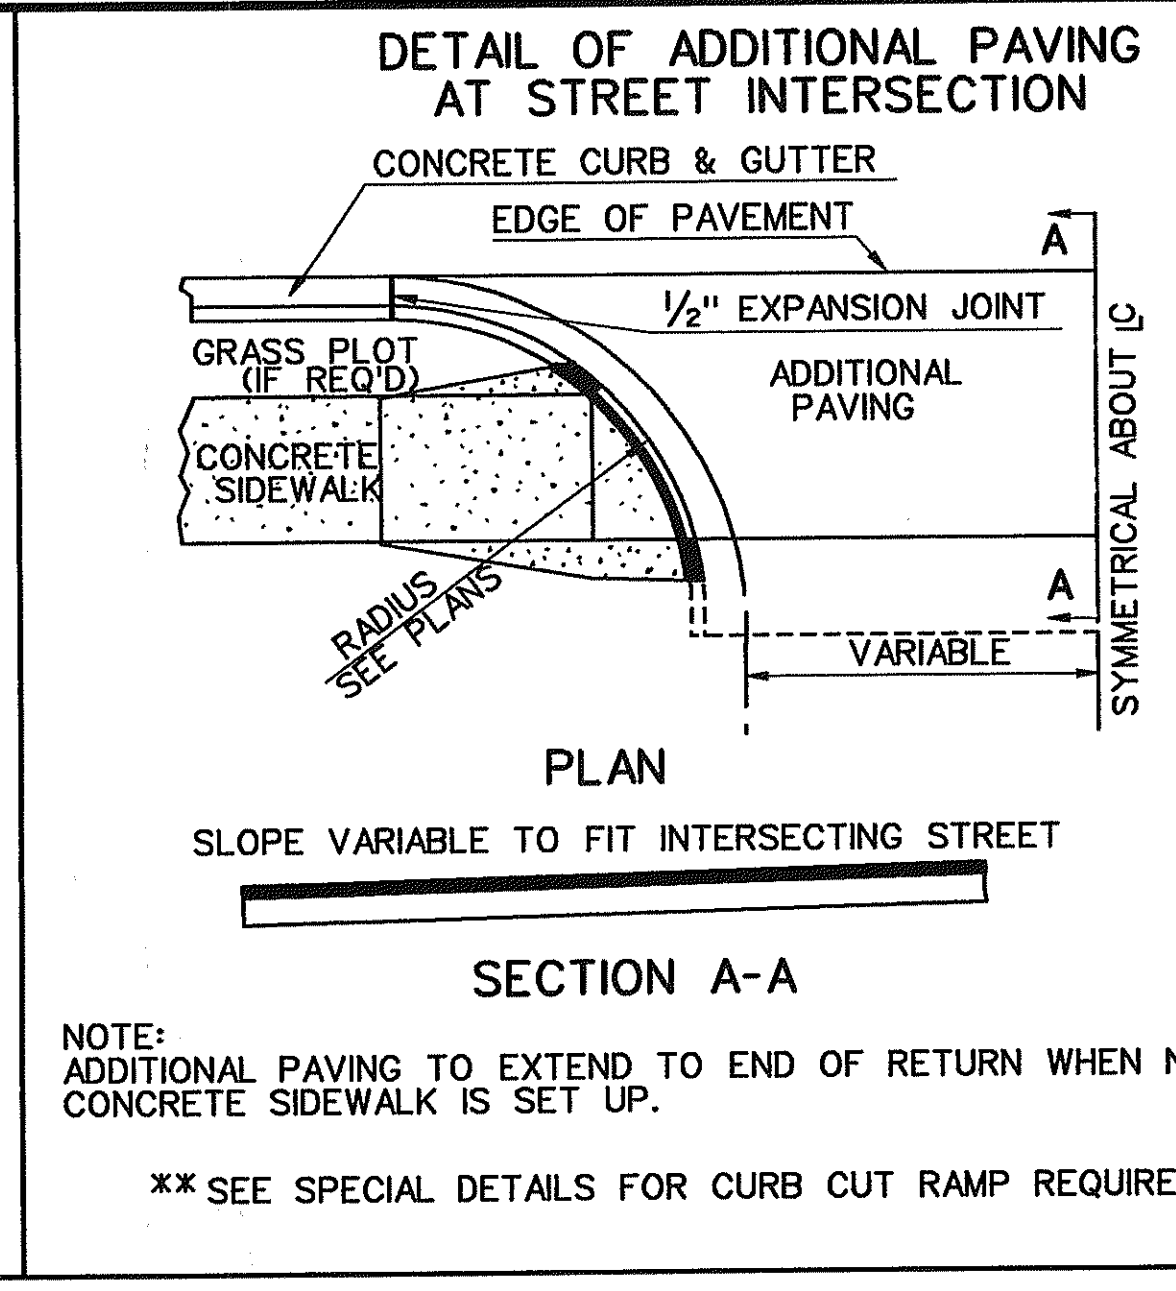 DETAIL OF ADDITIONAL PAVING
AT STREET INTERSECTION
CONCRETE CURB & GUTTER
EDGE OF PAVEMENT
A
1/2" EXPANSION JOINT
GRASS PLOT
(IF REQ'D)
ADDITIONAL
PAVING
CONCRETE
SIDEWALK
SYMMETRICAL ABOUT LC
RADIUS
SEE PLANS
A
VARIABLE
PLAN
SLOPE VARIABLE TO FIT INTERSECTING STREET
SECTION A-A
NOTE:
ADDITIONAL PAVING TO EXTEND TO END OF RETURN WHEN
CONCRETE SIDEWALK IS SET UP.
** SEE SPECIAL DETAILS FOR CURB CUT RAMP